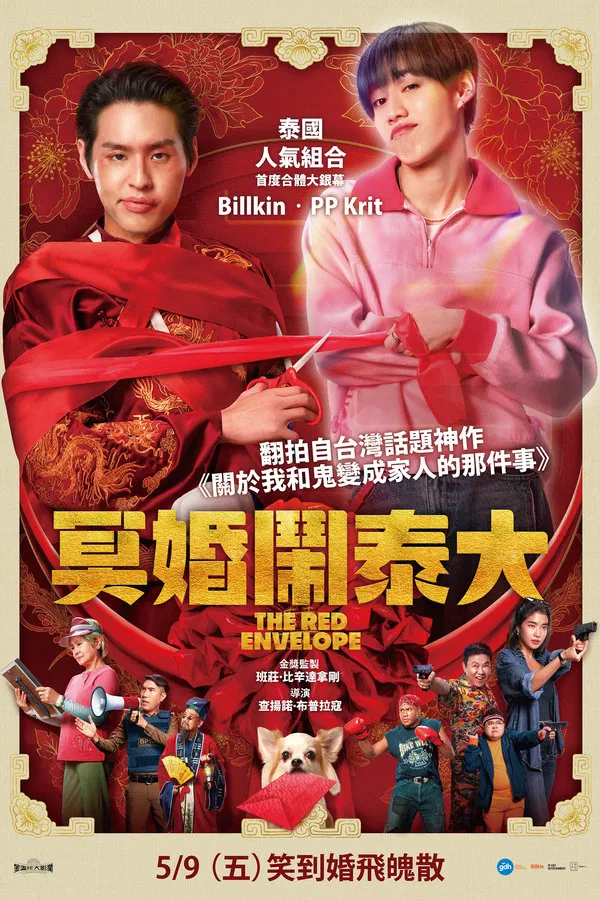 泰國
人氣組合
首度合體大銀幕
Billkin · PP Krit
翻拍自台灣話題神作
《關於我和鬼變成家人的那件事》
冥婚鬧泰大
THE RED
ENVELOPE
金獎監製
班莊·比辛達拿剛
導演
查揚諾·布普拉寇
5/9（五）笑到婚飛魄散
gdh
Billkin